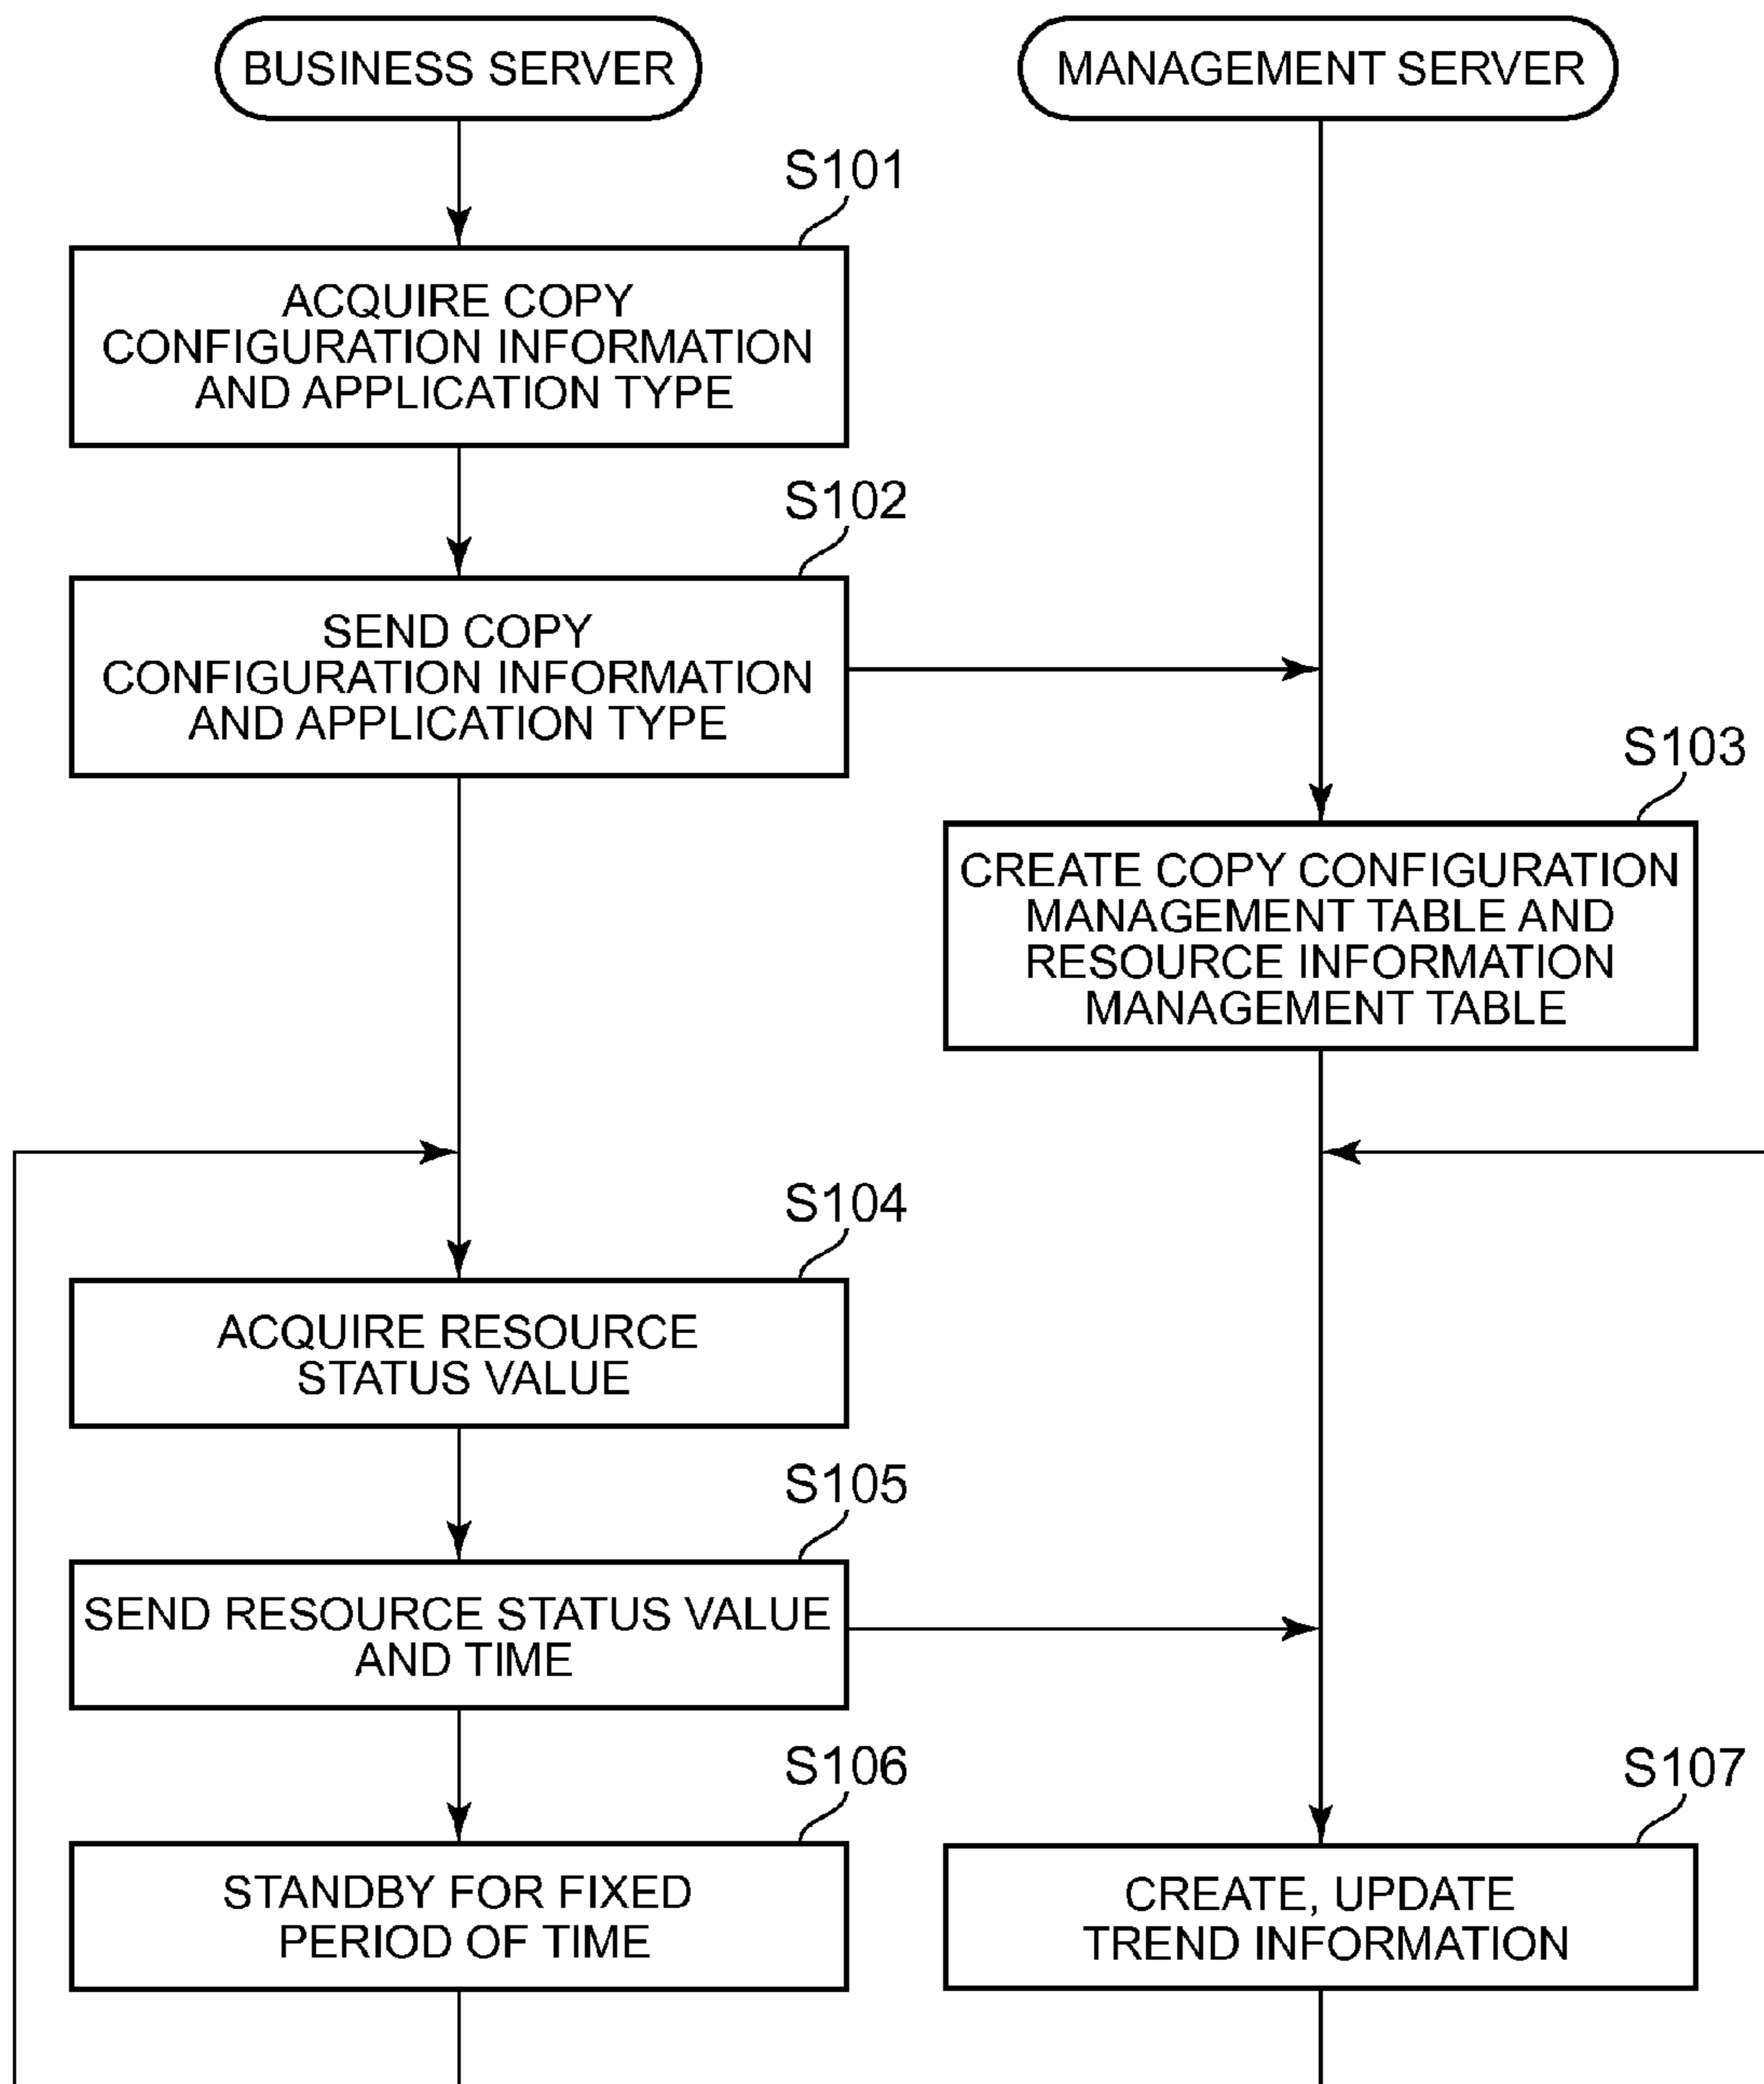 BUSINESS SERVER
MANAGEMENT SERVER
S101
ACQUIRE COPY
CONFIGURATION INFORMATION
AND APPLICATION TYPE
S102
SEND COPY
CONFIGURATION INFORMATION
AND APPLICATION TYPE
S103
CREATE COPY CONFIGURATION
MANAGEMENT TABLE AND
RESOURCE INFORMATION
MANAGEMENT TABLE
S104
ACQUIRE RESOURCE
STATUS VALUE
S105
SEND RESOURCE STATUS VALUE
AND TIME
S106
STANDBY FOR FIXED
PERIOD OF TIME
S107
CREATE, UPDATE
TREND INFORMATION